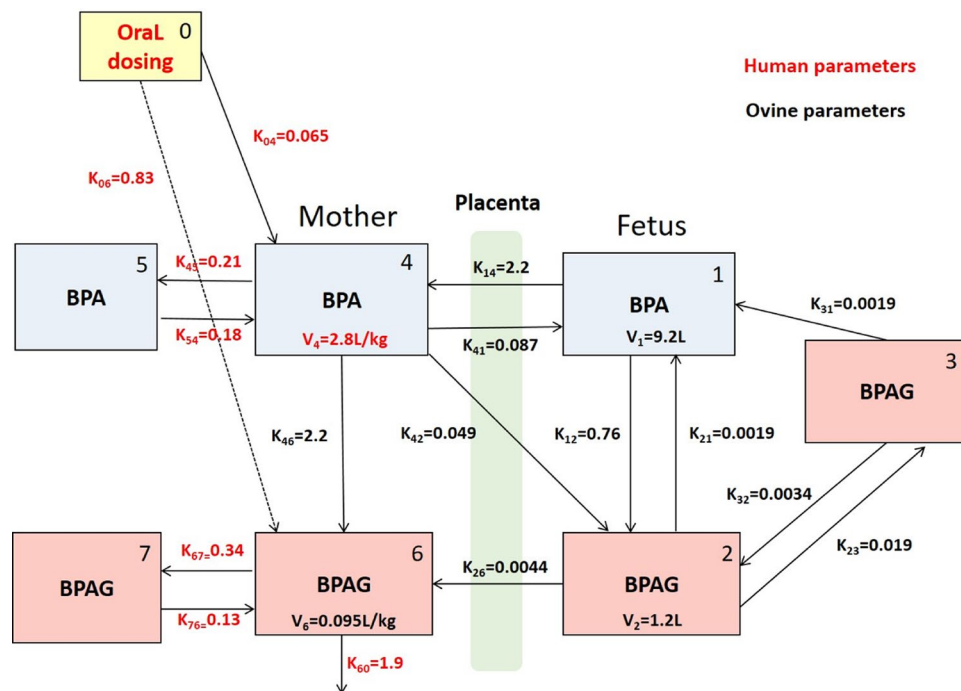 0
OraL
dosing
Human parameters
Ovine parameters
K04=0.065
K06=0.83
Placenta
Mother
Fetus
5
BPA
K45=0.21
K54=0.18
4
BPA
V4=2.8L/kg
K14=2.2
K41=0.087
1
BPA
V1=9.2L
K31=0.0019
3
BPAG
K46=2.2
K42=0.049
K12=0.76
K21=0.0019
K32=0.0034
K23=0.019
7
BPAG
K67=0.34
K76=0.13
6
BPAG
V6=0.095L/kg
K26=0.0044
2
BPAG
V2=1.2L
K60=1.9